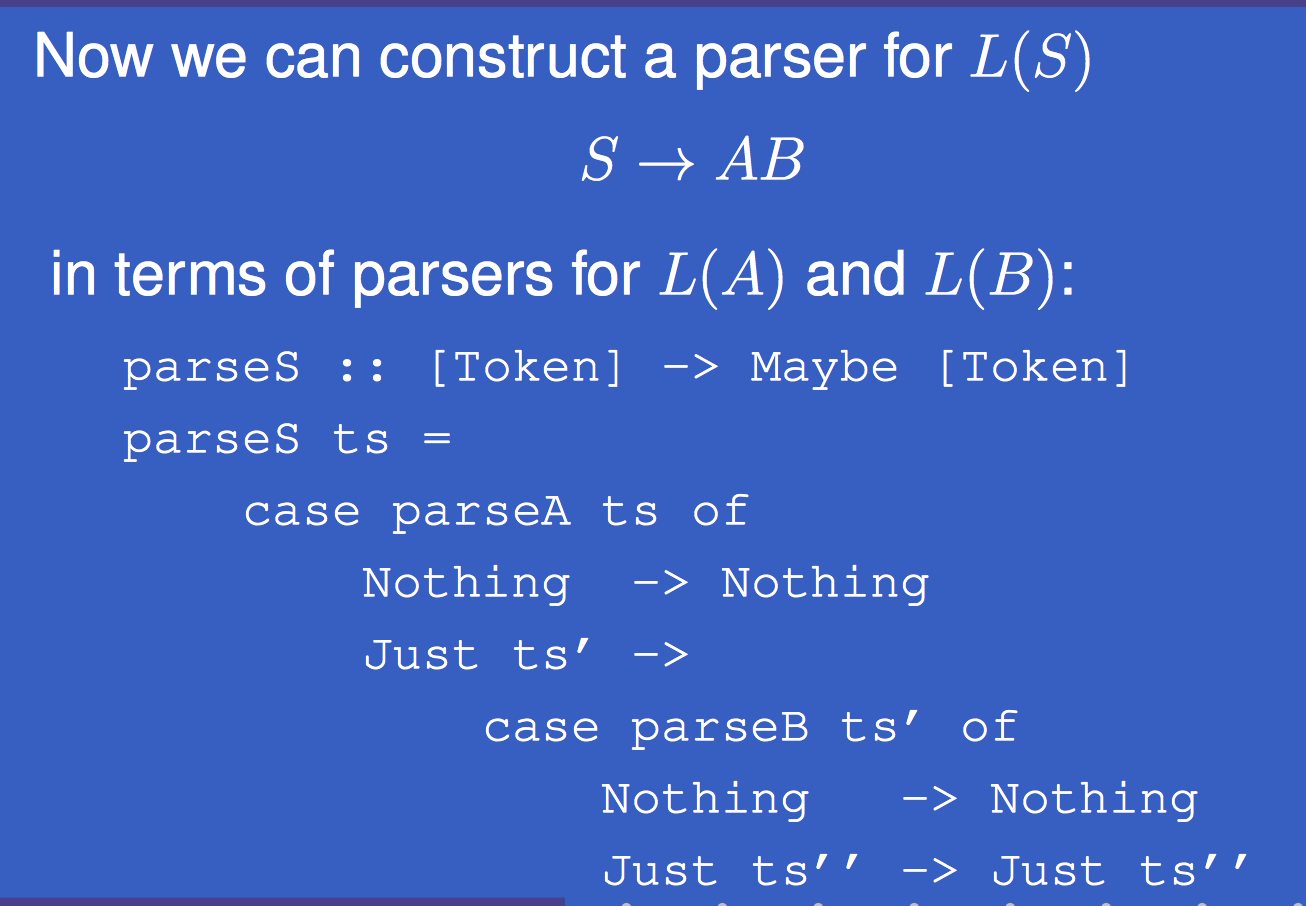 Now we can construct a parser for L(S)
S → AB
in terms of parsers for L(A) and L(B):
parseS :: [Token] -> Maybe [Token]
parseS ts =
case parseA ts of
Nothing -> Nothing
Just ts’ ->
case parseB ts’ of
Nothing -> Nothing
Just ts’’ -> Just ts’’